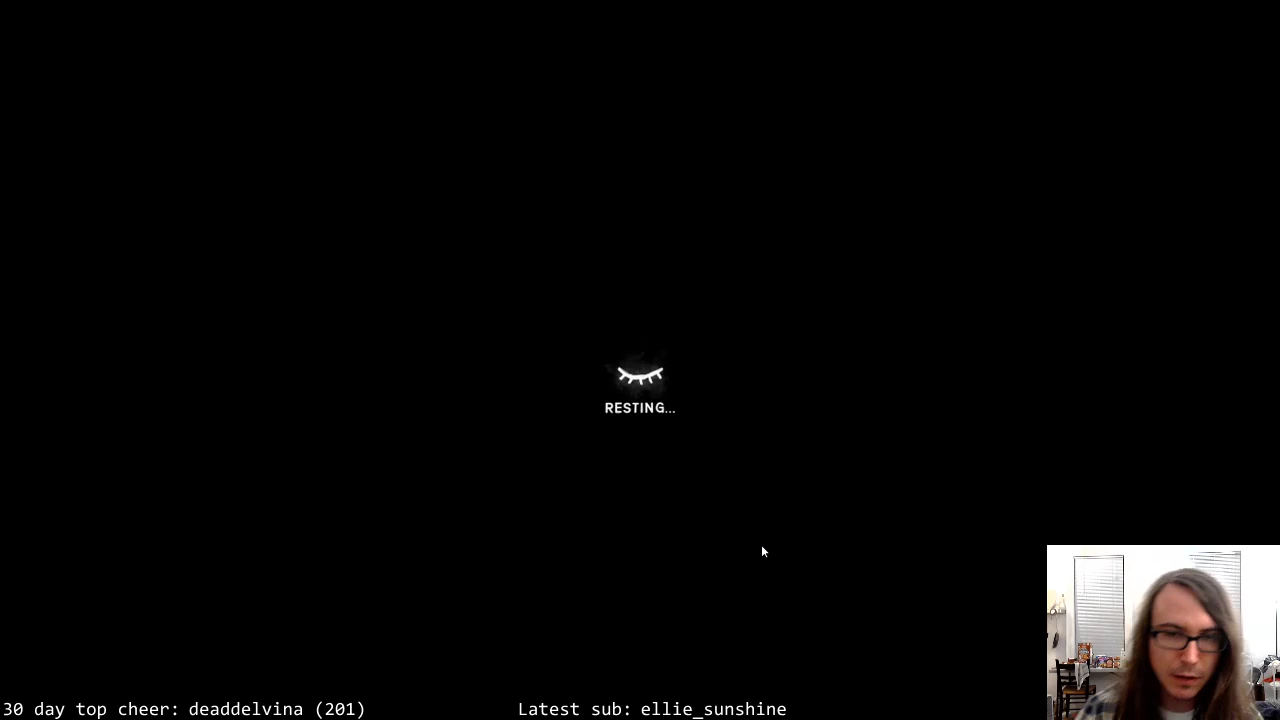 RESTING...
30 day top cheer: deaddelvina (201)
Latest sub: ellie_sunshine